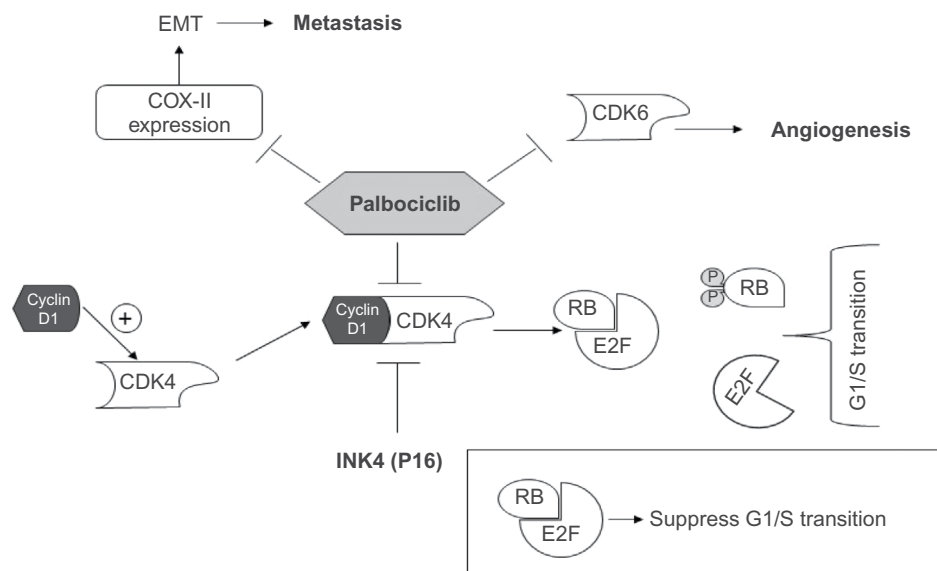 EMT
Metastasis
COX-II
expression
CDK6
Angiogenesis
Palbociclib
Cyclin
D1
+
CDK4
Cyclin
D1
CDK4
RB
E2F
P
P
RB
E2F
G1/S transition
INK4 (P16)
RB
E2F
Suppress G1/S transition